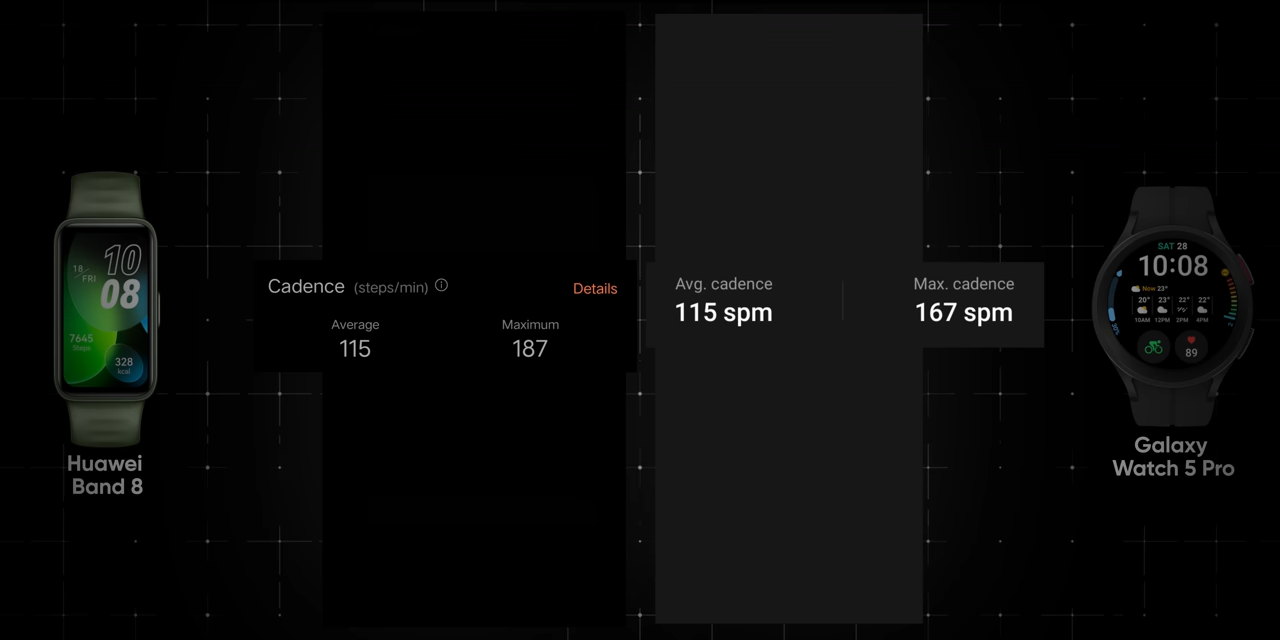 10
08
18
FRI
7645
Steps
328
kcal
Huawei
Band 8
Cadence (steps/min)
Details
Average
Maximum
115
187
Avg. cadence
Max. cadence
115 spm
167 spm
SAT 28
10:08
Now 23°
20° 23° 22° 22°
10AM 12PM 2PM 4PM
89
Galaxy
Watch 5 Pro